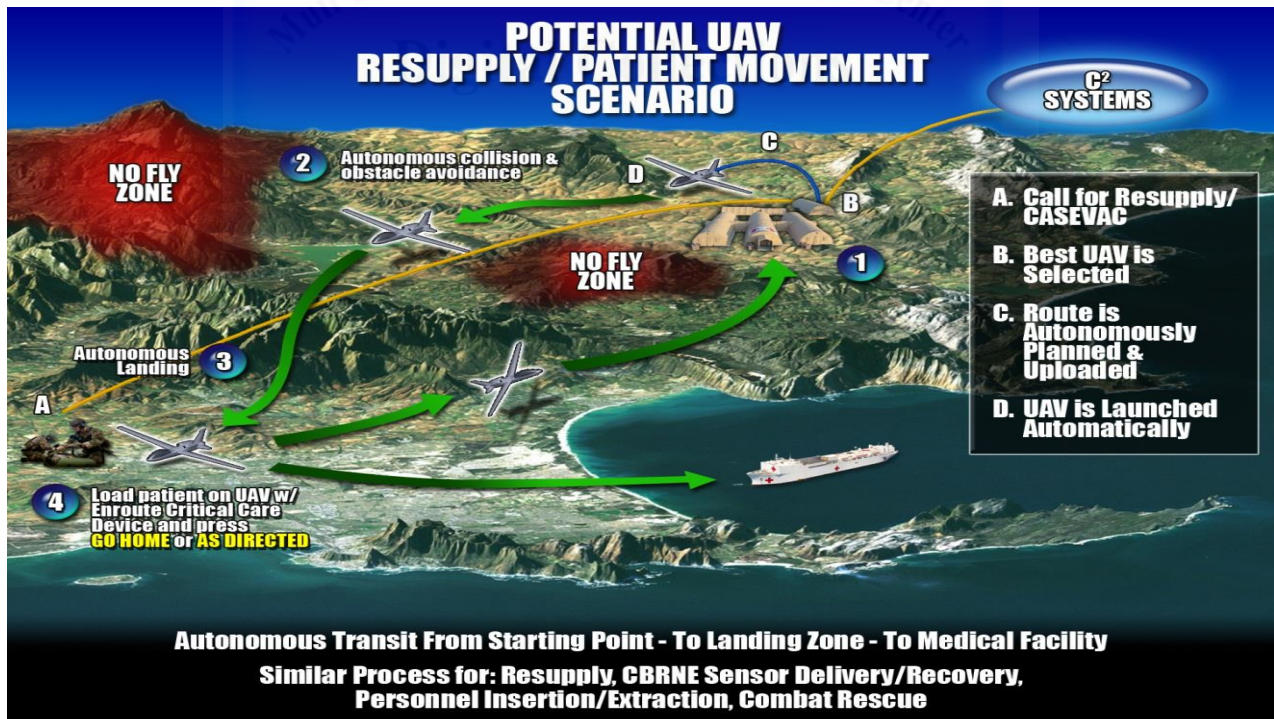 POTENTIAL UAV
RESUPPLY / PATIENT MOVEMENT
SCENARIO
C² 
SYSTEMS
NO FLY
ZONE
2
Autonomous collision &
obstacle avoidance
D
C
B
1
NO FLY
ZONE
A. Call for Resupply/
CASEVAC
B. Best UAV is
Selected
C. Route is
Autonomously
Planned &
Uploaded
D. UAV is Launched
Automatically
Autonomous
Landing
3
A
4
Load patient on UAV w/
Enroute Critical Care
Device and press
GO HOME or AS DIRECTED
Autonomous Transit From Starting Point - To Landing Zone - To Medical Facility
Similar Process for: Resupply, CBRNE Sensor Delivery/Recovery,
Personnel Insertion/Extraction, Combat Rescue